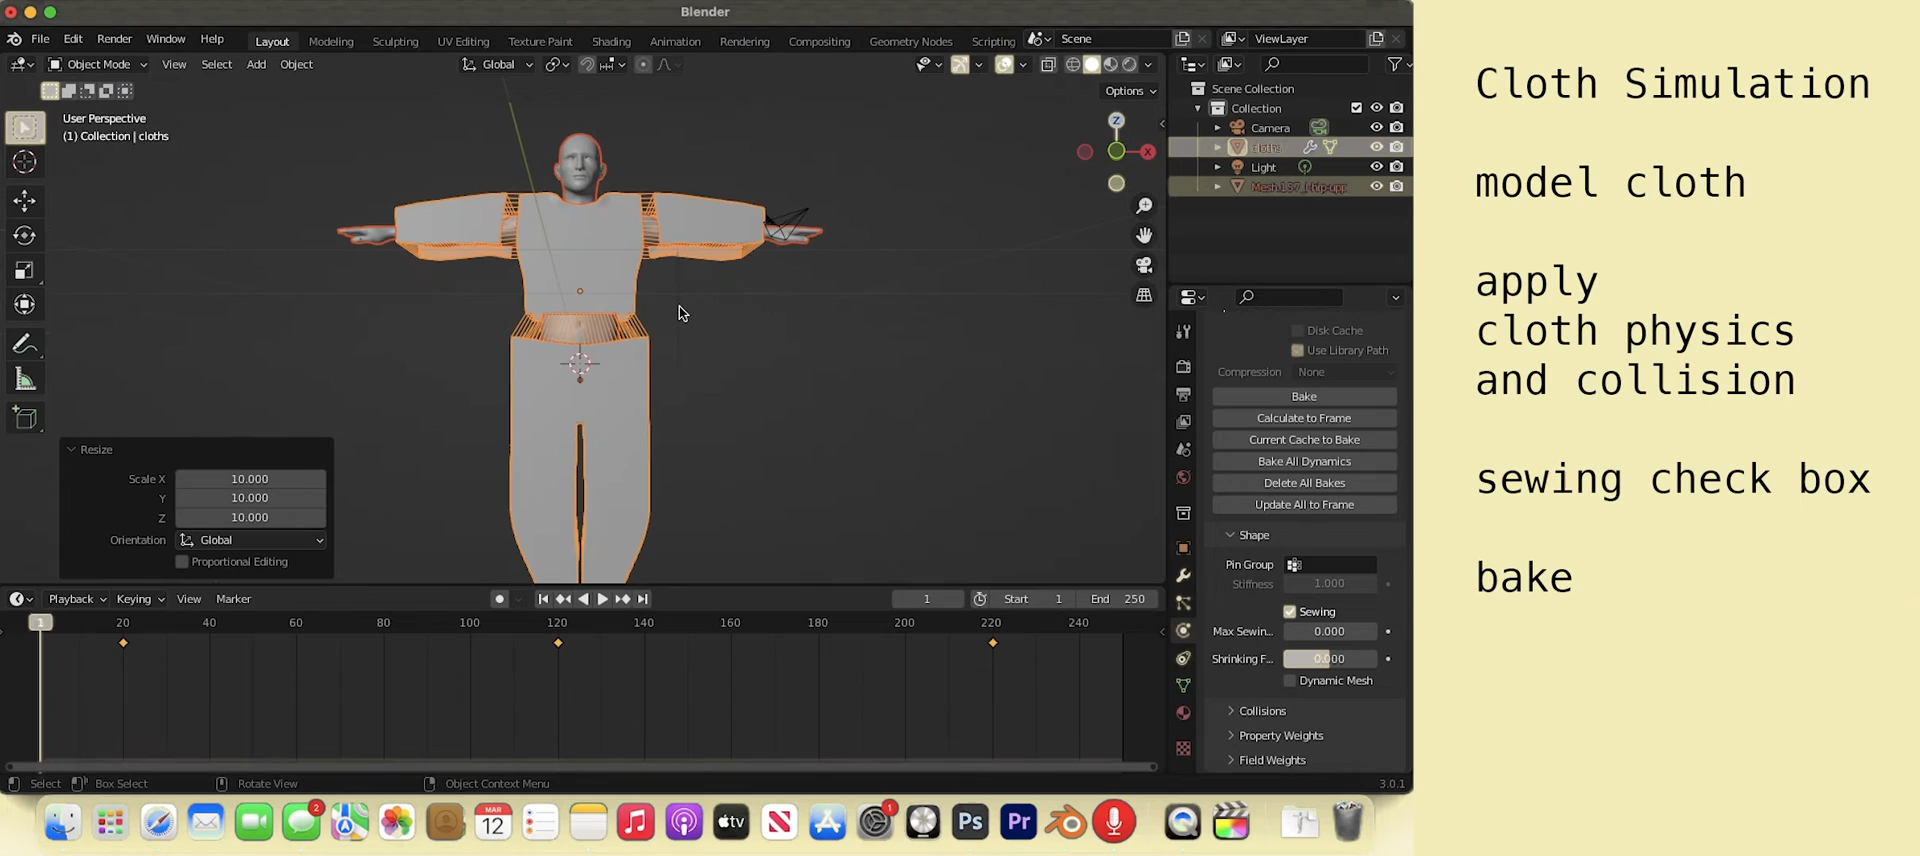 Blender
File Edit Render Window Help
Layout Modeling Sculpting UV Editing Texture Paint Shading Animation Rendering Compositing Geometry Nodes Scripting
Scene
ViewLayer
Object Mode View Select Add Object
Global
Options
User Perspective
(1) Collection | cloths
Z
X
Scene Collection
Collection
Camera
cloths
Light
Disk Cache
Use Library Path
Compression None
Bake
Calculate to Frame
Current Cache to Bake
Bake All Dynamics
Delete All Bakes
Update All to Frame
Shape
Pin Group
Stiffness 1.000
Sewing
Max Sewin... 0.000
Shrinking F... 0.000
Dynamic Mesh
Collisions
Property Weights
Field Weights
Resize
Scale X 10.000
Y 10.000
Z 10.000
Orientation Global
Proportional Editing
Playback Keying View Marker
1 Start 1 End 250
1 20 40 60 80 100 120 140 160 180 200 220 240
Select Box Select Rotate View Object Context Menu 3.0.1
2
MAR
12
tv
1
Ps
Pr
Cloth Simulation
model cloth
apply
cloth physics
and collision
sewing check box
bake